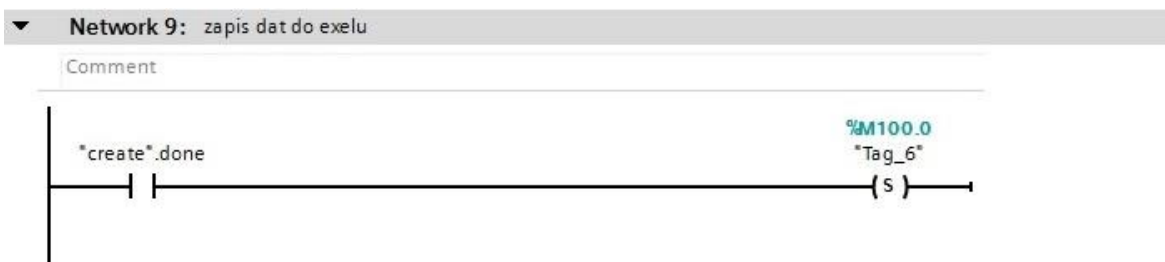 Network 9: zapis dat do exelu
Comment
%M100.0
"create".done
"Tag_6"
S